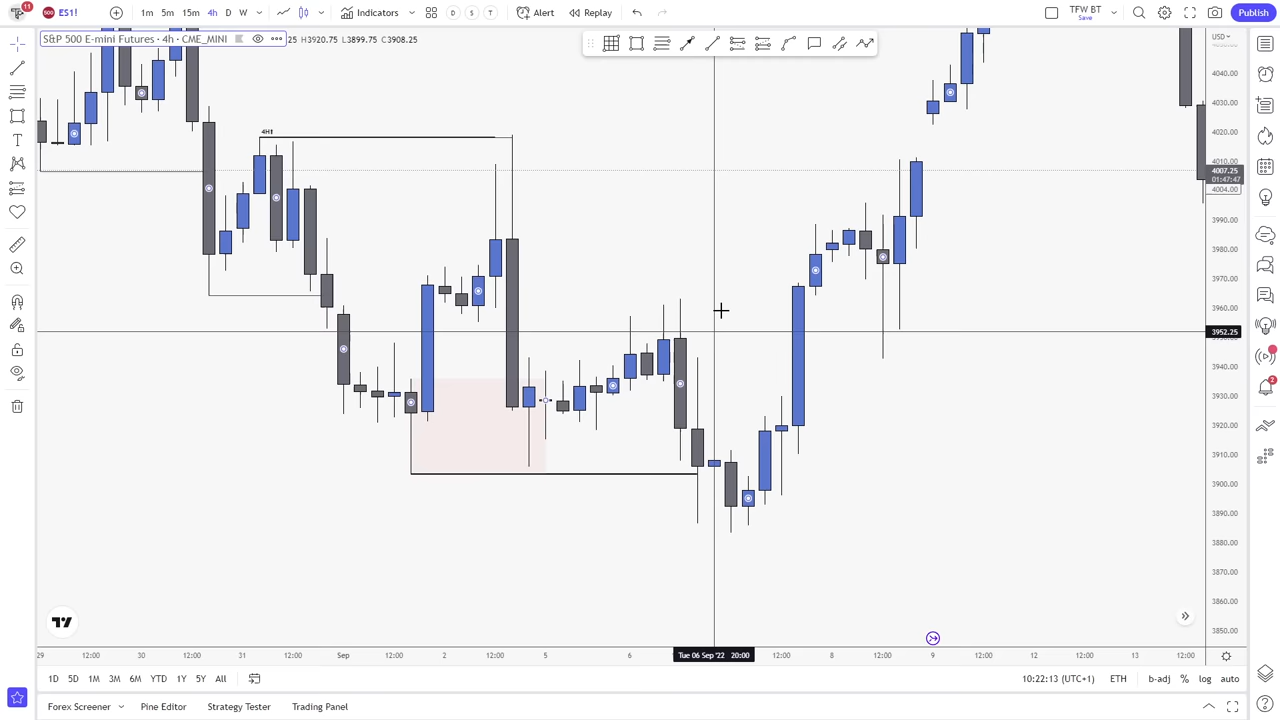 11
ES1!
1m 5m 15m 4h D W
Indicators
D S T
Alert
Replay
TFW BT
Save
Publish
S&P 500 E-mini Futures · 4h · CME_MINI
25 H3920.75 L3899.75 C3908.25
USD
4040.00
4030.00
4020.00
4010.00
4007.25
01:47:47
4004.00
3990.00
3980.00
3970.00
3960.00
3952.25
3940.00
3930.00
3920.00
3910.00
3900.00
3890.00
3880.00
3870.00
3860.00
3850.00
4H1
2
29 12:00 30 12:00 31 12:00 Sep 12:00 2 12:00 5 6 Tue 06 Sep '22 20:00 12:00 8 12:00 9 12:00 12 12:00 13 12:00
1D 5D 1M 3M 6M YTD 1Y 5Y All
10:22:13 (UTC+1) ETH b-adj % log auto
Forex Screener Pine Editor Strategy Tester Trading Panel